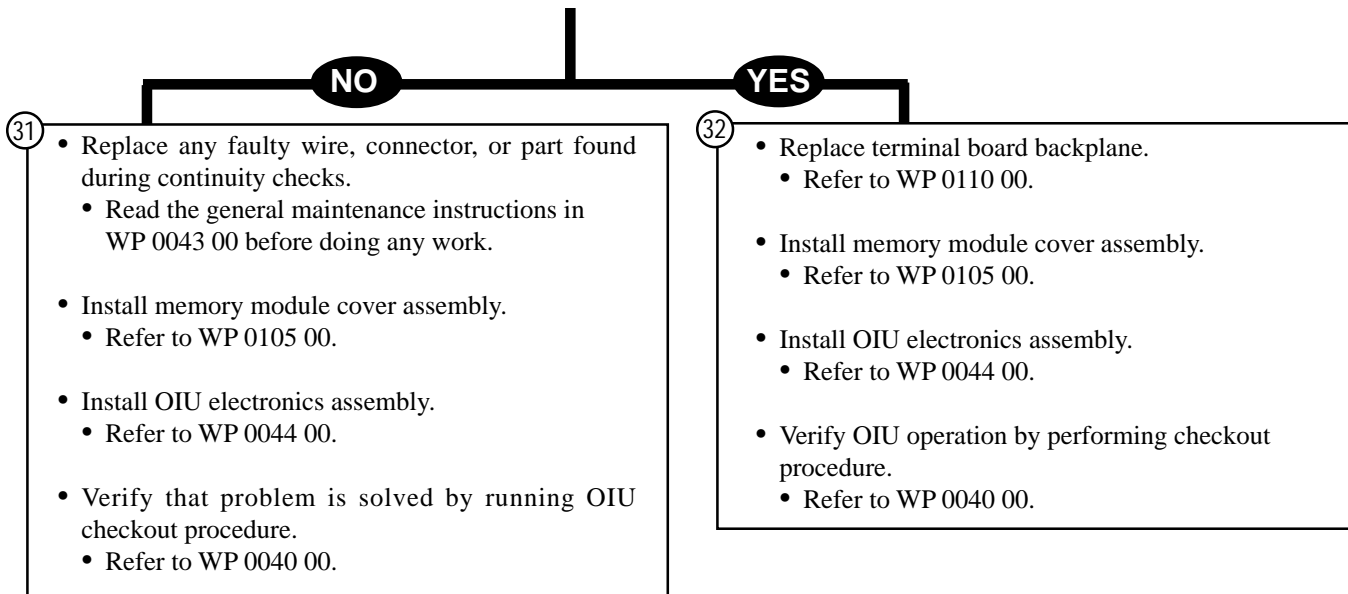 NO
YES
31
• Replace any faulty wire, connector, or part found
during continuity checks.
• Read the general maintenance instructions in
WP 0043 00 before doing any work.
• Install memory module cover assembly.
• Refer to WP 0105 00.
• Install OIU electronics assembly.
• Refer to WP 0044 00.
• Verify that problem is solved by running OIU
checkout procedure.
• Refer to WP 0040 00.
32
• Replace terminal board backplane.
• Refer to WP 0110 00.
• Install memory module cover assembly.
• Refer to WP 0105 00.
• Install OIU electronics assembly.
• Refer to WP 0044 00.
• Verify OIU operation by performing checkout
procedure.
• Refer to WP 0040 00.